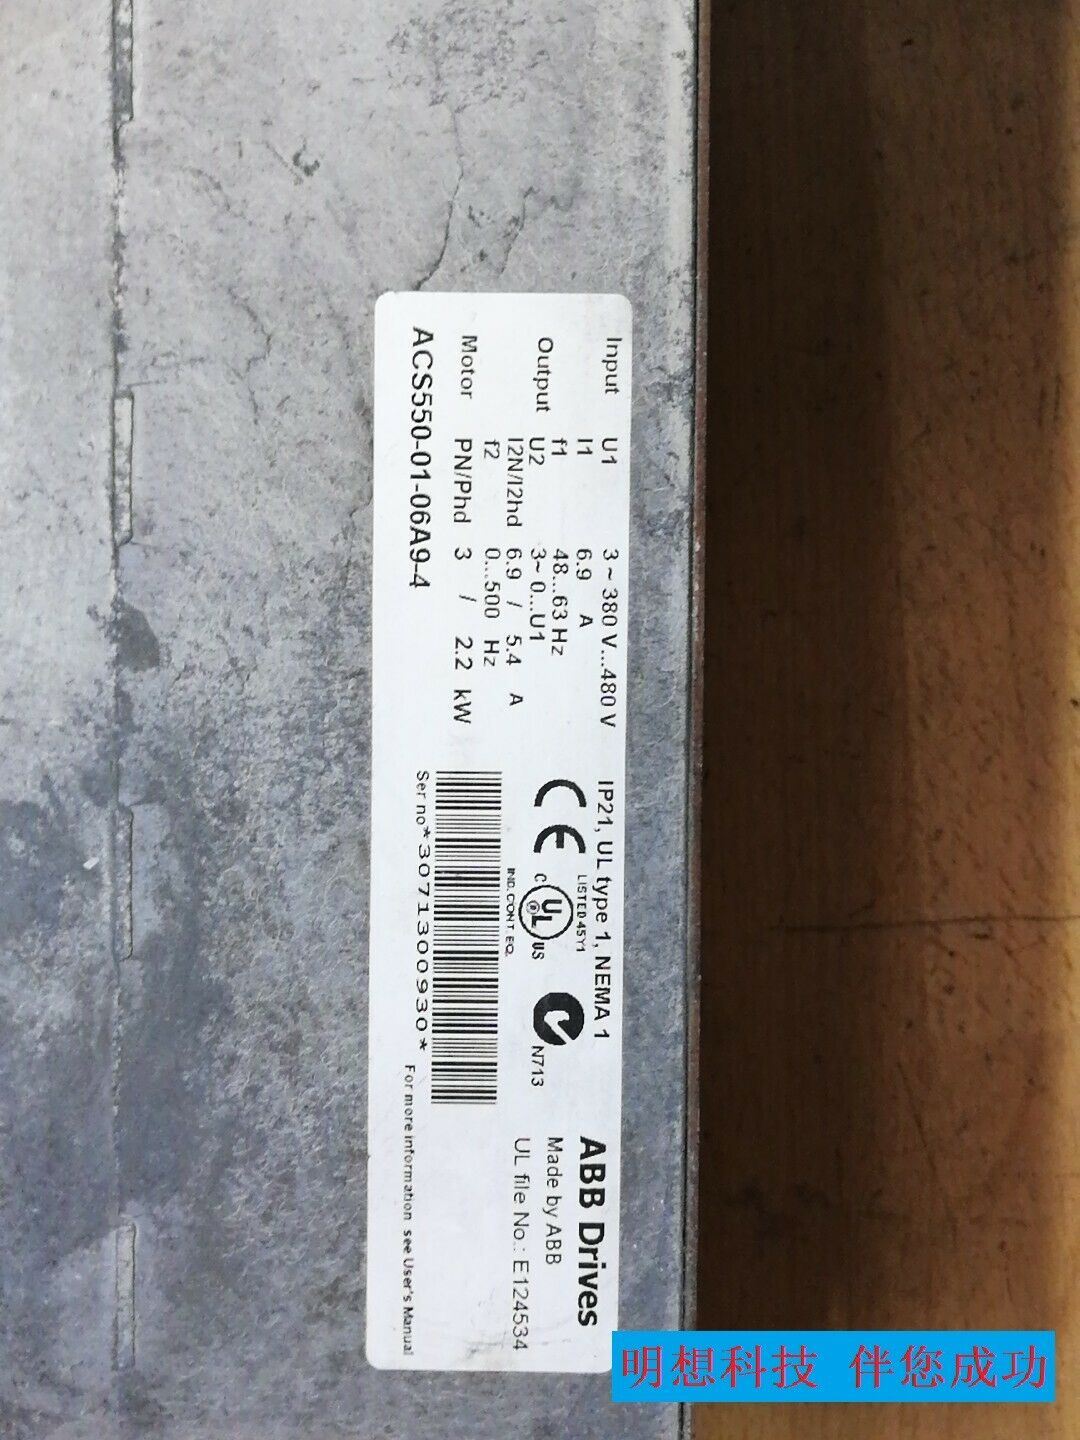 Input U1 3~380 V...480 V IP21, UL type 1, NEMA 1
I1 6.9 A
f1 48...63 Hz
Output U2 3~ 0...U1
I2N/I2hd 6.9 / 5.4 A
f2 0...500 Hz
Motor PN/Phd 3 / 2.2 kW
ACS550-01-06A9-4
CE
LISTED 45Y1
C UL US
IND. CONT. EQ.
N713
Ser no *3071300930*
ABB Drives
Made by ABB
UL file No.: E124534
For more information see User's Manual
明想科技 伴您成功